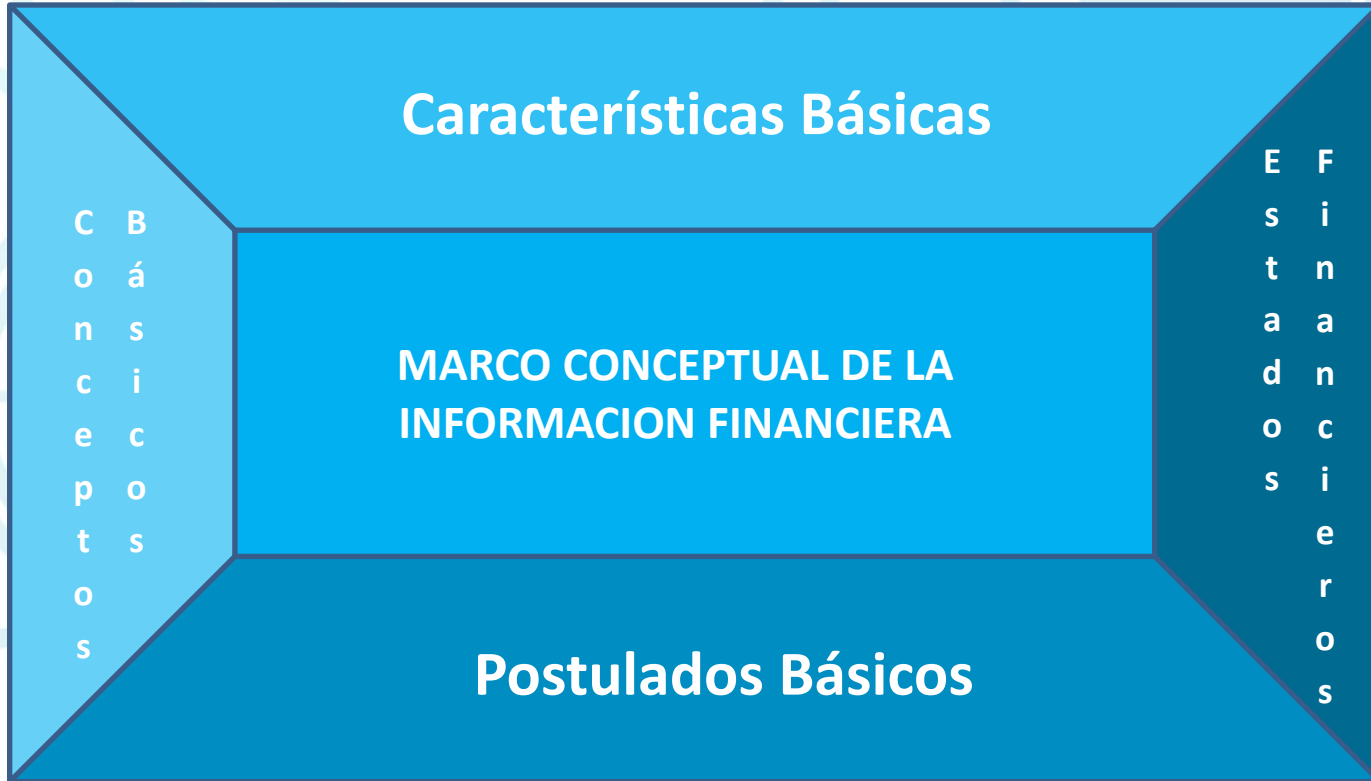 Características Básicas
Conceptos
Básicos
MARCO CONCEPTUAL DE LA
INFORMACION FINANCIERA
Estados
Financieros
Postulados Básicos